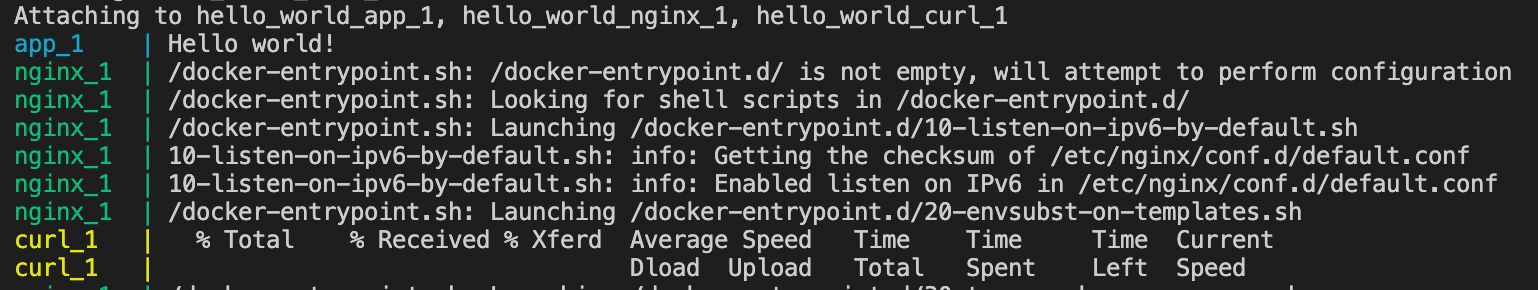 Attaching to hello_world_app_1, hello_world_nginx_1, hello_world_curl_1
app_1    | Hello world!
nginx_1  | /docker-entrypoint.sh: /docker-entrypoint.d/ is not empty, will attempt to perform configuration
nginx_1  | /docker-entrypoint.sh: Looking for shell scripts in /docker-entrypoint.d/
nginx_1  | /docker-entrypoint.sh: Launching /docker-entrypoint.d/10-listen-on-ipv6-by-default.sh
nginx_1  | 10-listen-on-ipv6-by-default.sh: info: Getting the checksum of /etc/nginx/conf.d/default.conf
nginx_1  | 10-listen-on-ipv6-by-default.sh: info: Enabled listen on IPv6 in /etc/nginx/conf.d/default.conf
nginx_1  | /docker-entrypoint.sh: Launching /docker-entrypoint.d/20-envsubst-on-templates.sh
curl_1   |   % Total    % Received % Xferd  Average Speed   Time    Time     Time  Current
curl_1   |                                  Dload  Upload   Total   Spent    Left  Speed